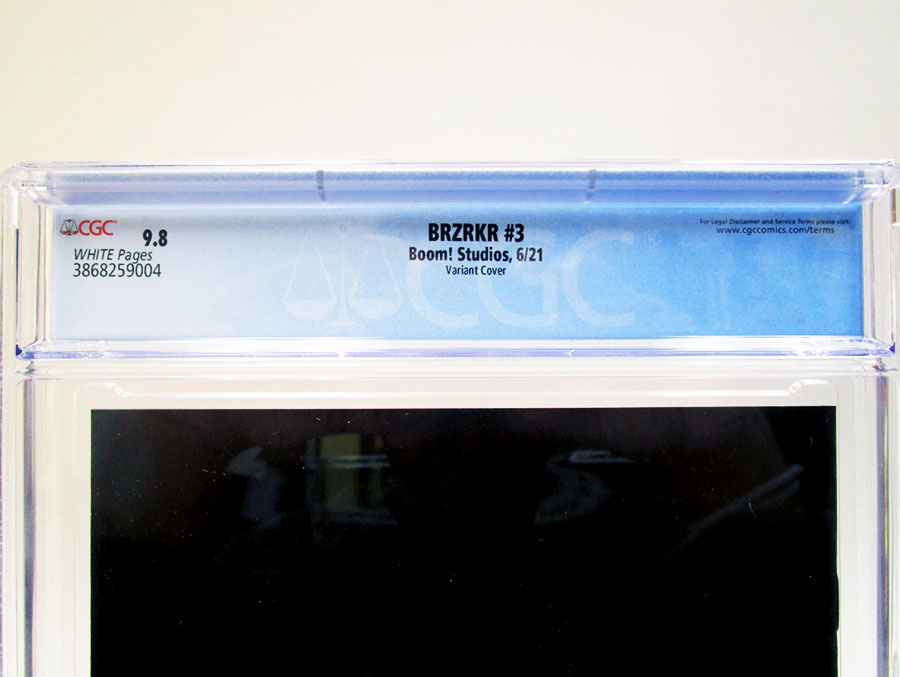 CGC
9.8
WHITE Pages
3868259004
BRZRKR #3
Boom! Studios, 6/21
Variant Cover
For Legal Disclaimer and Service Terms please visit:
www.cgccomics.com/terms
CGC®